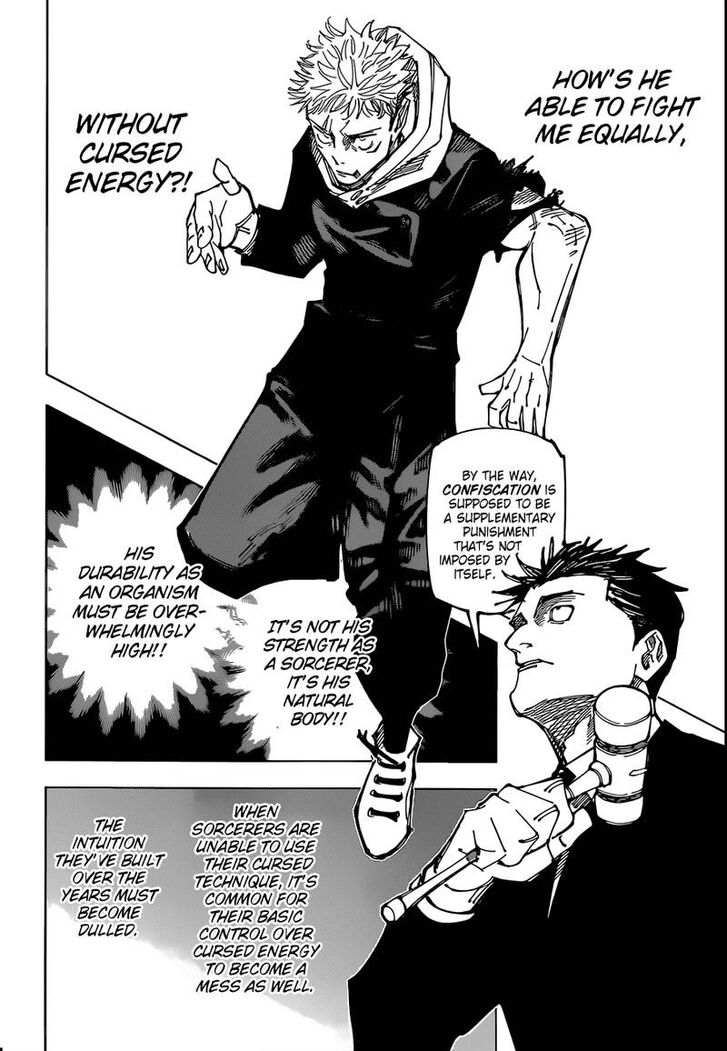 HOW'S HE
ABLE TO FIGHT
ME EQUALLY,
WITHOUT
CURSED
ENERGY?!
BY THE WAY,
CONFISCATION IS
SUPPOSED TO BE
A SUPPLEMENTARY
PUNISHMENT
THAT'S NOT
IMPOSED BY
ITSELF.
IT'S NOT HIS
STRENGTH AS
A SORCERER,
IT'S HIS
NATURAL
BODY!!
HIS
DURABILITY AS
AN ORGANISM
MUST BE OVER-
WHELMINGLY
HIGH!!
WHEN
SORCERERS ARE
UNABLE TO USE
THEIR CURSED
TECHNIQUE, IT'S
COMMON FOR
THEIR BASIC
CONTROL OVER
CURSED ENERGY
TO BECOME A
MESS AS WELL.
THE
INTUITION
THEY'VE BUILT
OVER THE
YEARS MUST
BECOME
DULLED.